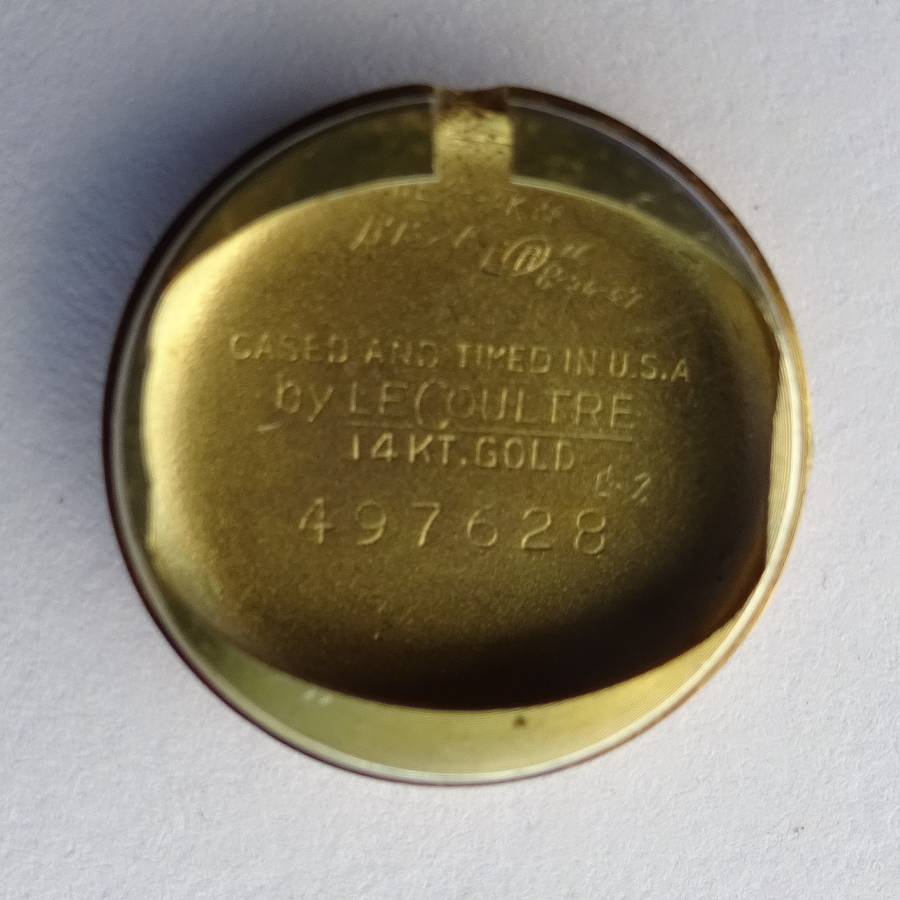 CASED AND TIMED IN U.S.A
by LECOULTRE
14KT. GOLD
497628